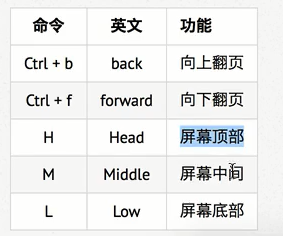 命令 英文 功能
Ctrl + b back 向上翻页
Ctrl + f forward 向下翻页
H Head 屏幕顶部
M Middle 屏幕中间
L Low 屏幕底部